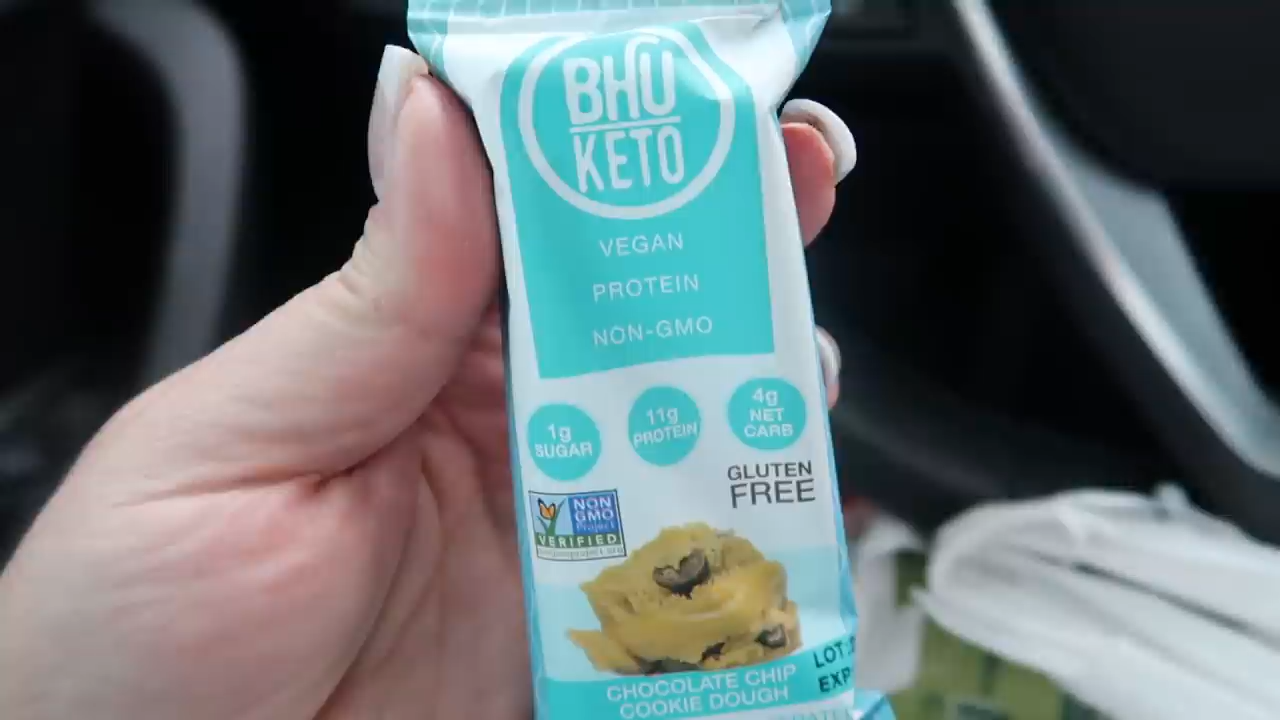 BHU
KETO
VEGAN
PROTEIN
NON-GMO
1g
SUGAR
11g
PROTEIN
4g
NET
CARB
GLUTEN
FREE
NON
GMO
Project
VERIFIED
CHOCOLATE CHIP
COOKIE DOUGH
LOT:
EXP